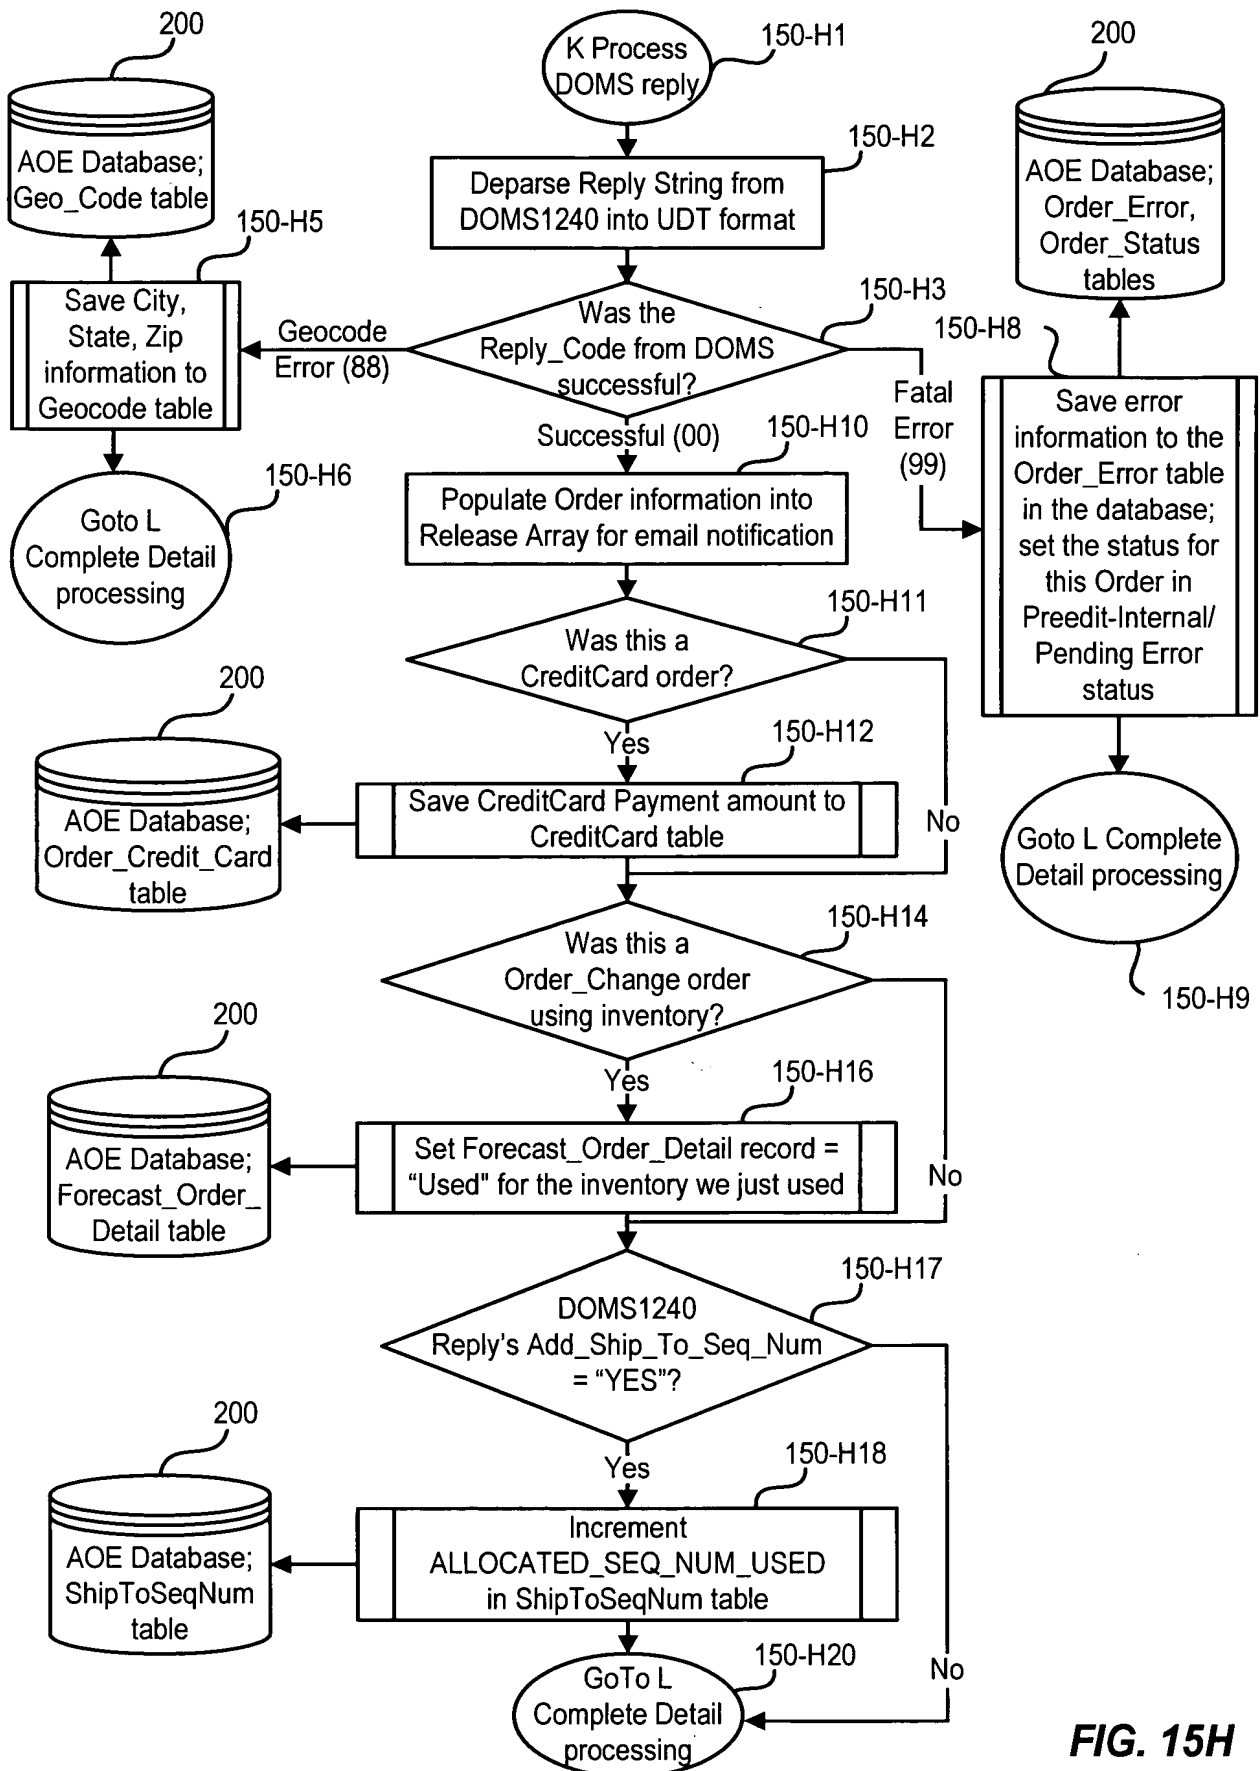 K Process
DOMS reply
150-H1
150-H2
Deparse Reply String from
DOMS1240 into UDT format
200
AOE Database;
Geo_Code table
200
AOE Database;
Order_Error,
Order_Status
tables
150-H3
Was the
Reply_Code from DOMS
successful?
Geocode
Error (88)
150-H5
Save City,
State, Zip
information to
Geocode table
150-H6
Goto L
Complete Detail
processing
Fatal
Error
(99)
150-H8
Save error
information to the
Order_Error table
in the database;
set the status for
this Order in
Preedit-Internal/
Pending Error
status
Goto L Complete
Detail processing
150-H9
Successful (00)
150-H10
Populate Order information into
Release Array for email notification
150-H11
Was this a
CreditCard order?
Yes
No
150-H12
Save CreditCard Payment amount to
CreditCard table
200
AOE Database;
Order_Credit_Card
table
150-H14
Was this a
Order_Change order
using inventory?
Yes
No
150-H16
Set Forecast_Order_Detail record =
“Used" for the inventory we just used
200
AOE Database;
Forecast_Order_
Detail table
150-H17
DOMS1240
Reply's Add_Ship_To_Seq_Num
= “YES”?
Yes
No
150-H18
Increment
ALLOCATED_SEQ_NUM_USED
in ShipToSeqNum table
200
AOE Database;
ShipToSeqNum
table
150-H20
GoTo L
Complete Detail
processing
FIG. 15H